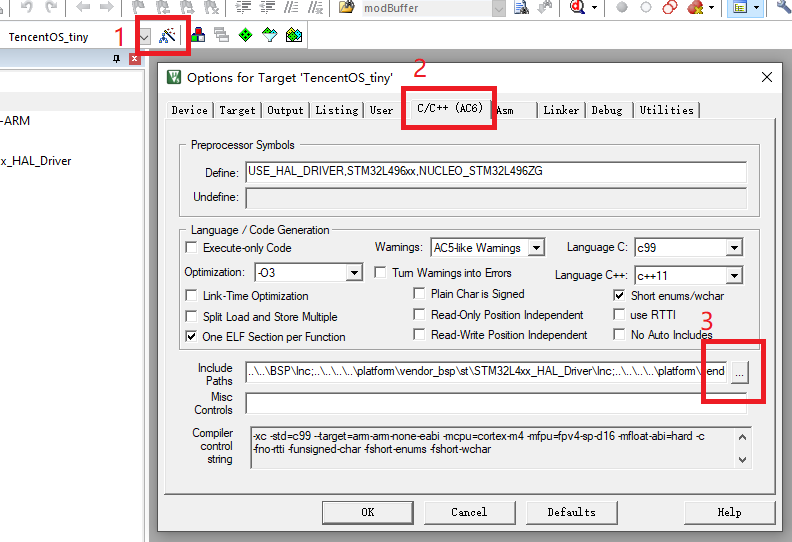 modBuffer
TencentOS_tiny
1
2
-ARM
x_HAL_Driver
Options for Target 'TencentOS_tiny'
Device Target Output Listing User C/C++ (AC6) Asm Linker Debug Utilities
Preprocessor Symbols
Define: USE_HAL_DRIVER,STM32L496xx,NUCLEO_STM32L496ZG
Undefine:
Language / Code Generation
Execute-only Code Warnings: AC5-like Warnings Language C: c99
Optimization: -O3 Turn Warnings into Errors Language C++: c++11
Link-Time Optimization Plain Char is Signed Short enums/wchar
Split Load and Store Multiple Read-Only Position Independent use RTTI
One ELF Section per Function Read-Write Position Independent No Auto Includes
3
Include Paths ..\..\BSP\Inc;..\..\..\..\platform\vendor_bsp\st\STM32L4xx_HAL_Driver\Inc;..\..\..\..\platform\vend ...
Misc Controls
Compiler control string -xc -std=c99 --target=arm-arm-none-eabi -mcpu=cortex-m4 -mfpu=fpv4-sp-d16 -mfloat-abi=hard -c
-fno-rtti -funsigned-char -fshort-enums -fshort-wchar
OK Cancel Defaults Help